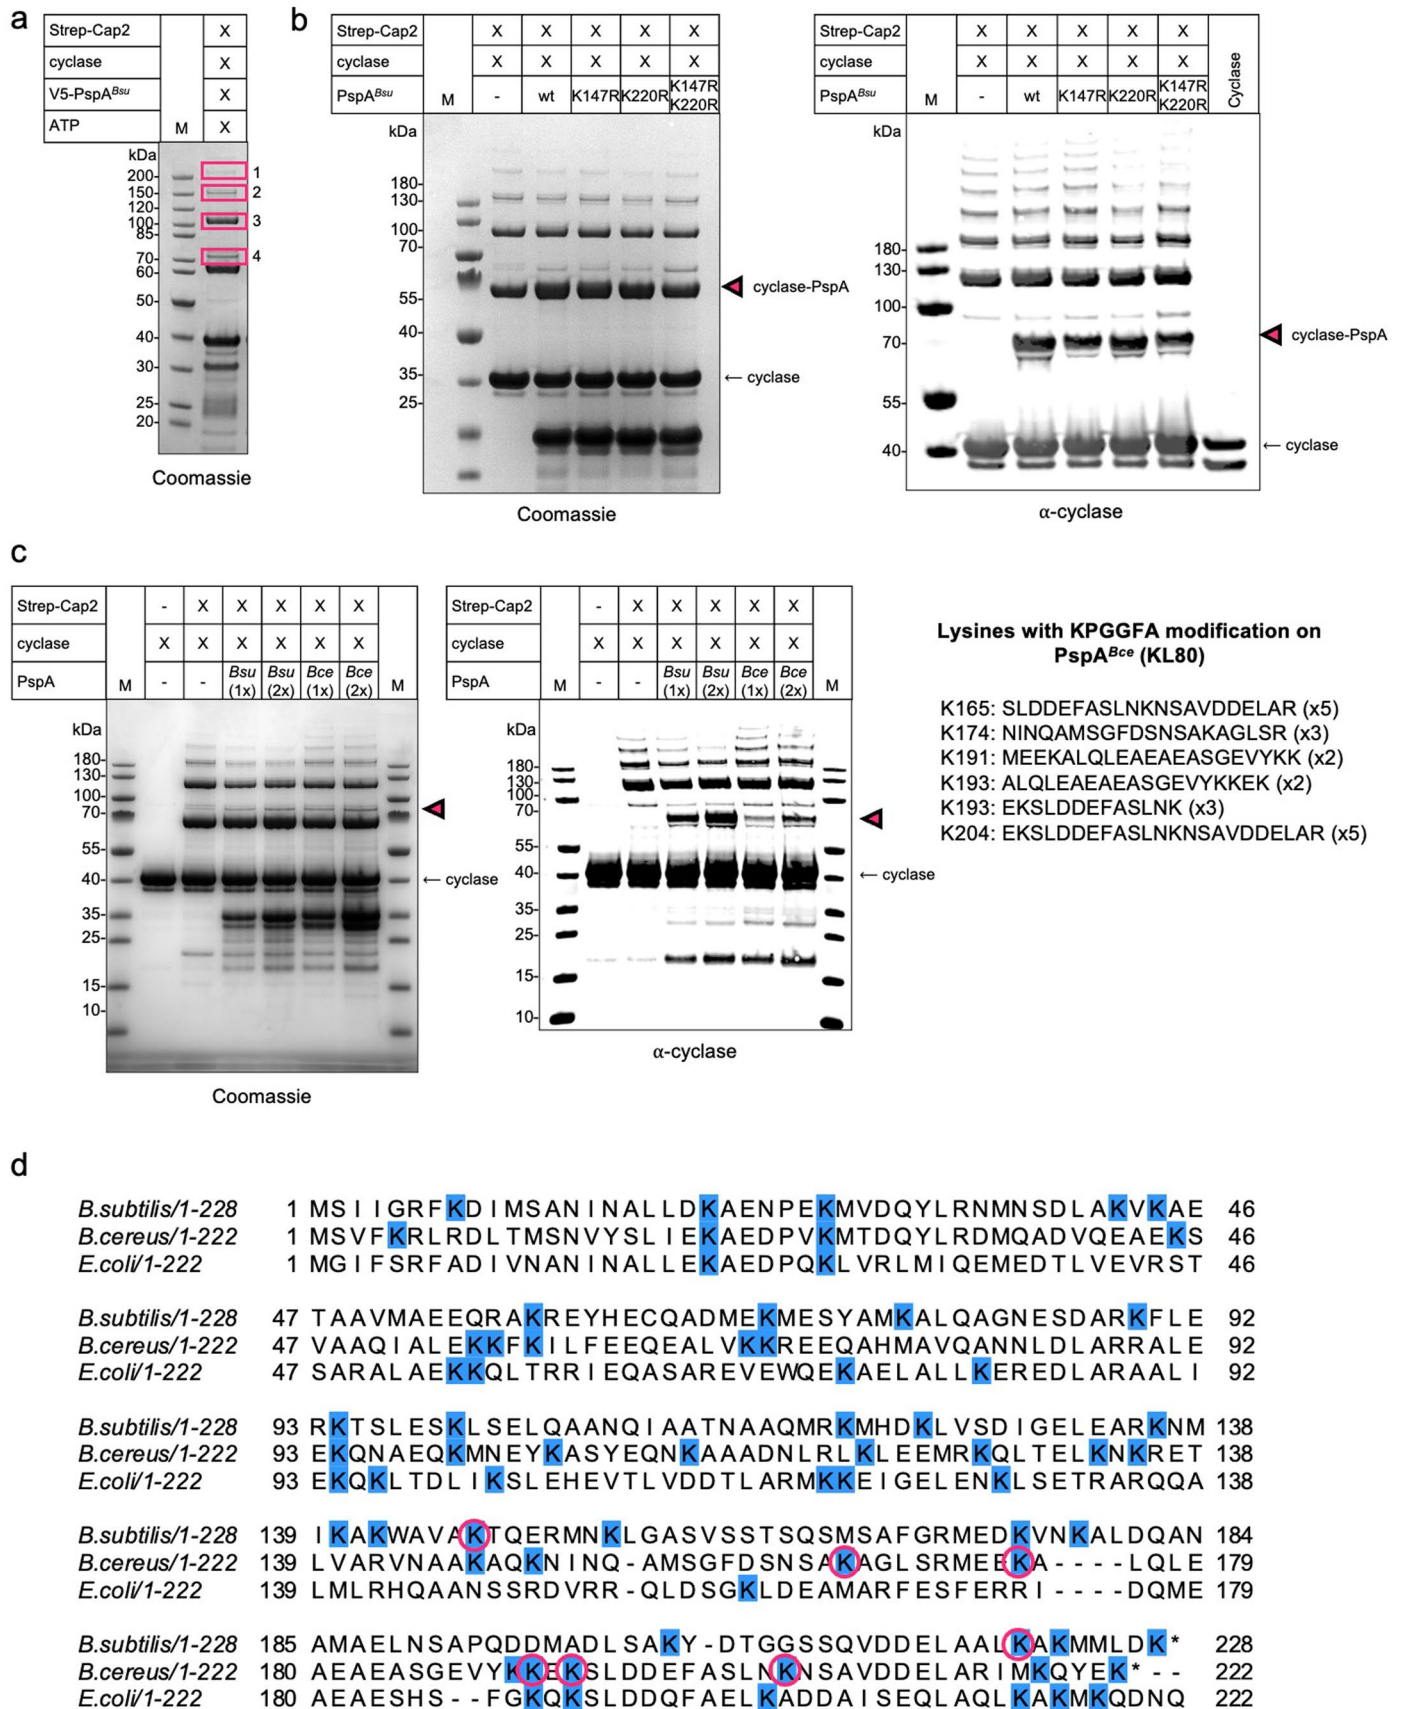 a
Strep-Cap2 X
cyclase X
V5-PspA^Bsu X
ATP M X
kDa
200-
150-
120-
100-
85-
70-
60-
50-
40-
30-
25-
20-
1
2
3
4
Coomassie
b
Strep-Cap2 X X X X X
cyclase X X X X X
PspA^Bsu M - wt K147R K220R K147R K220R
kDa
180-
130-
100-
70-
55-
40-
35-
25-
cyclase-PspA
← cyclase
Coomassie
Strep-Cap2 X X X X X
cyclase X X X X X
PspA^Bsu M - wt K147R K220R K147R K220R Cyclase
kDa
180-
130-
100-
70-
55-
40-
cyclase-PspA
← cyclase
α-cyclase
c
Strep-Cap2 - X X X X X
cyclase X X X X X X
PspA M - - Bsu (1x) Bsu (2x) Bce (1x) Bce (2x) M
kDa
180-
130-
100-
70-
55-
40-
35-
25-
15-
10-
← cyclase
Coomassie
Strep-Cap2 - X X X X X
cyclase X X X X X X
PspA M - - Bsu (1x) Bsu (2x) Bce (1x) Bce (2x) M
kDa
180-
130-
100-
70-
55-
40-
35-
25-
15-
10-
← cyclase
α-cyclase
Lysines with KPGGFA modification on
PspA^Bce (KL80)
K165: SLDDEFASLNKNSAVDDELAR (x5)
K174: NINQAMSGFDSNSAKAGLSR (x3)
K191: MEEKALQLEAEAEASGEVYKK (x2)
K193: ALQLEAEAEASGEVYKKEK (x2)
K193: EKSLDDEFASLNK (x3)
K204: EKSLDDEFASLNKNSAVDDELAR (x5)
d
B.subtilis/1-228 1 MSIIGRFKDIMSANINALLDKAENPEKMVDQYLRNMNSDLAKVKAE 46
B.cereus/1-222 1 MSVFKRLRDLTMSNVYSLIEKAEDPVKMTDQYLRDMQADVQEAEKS 46
E.coli/1-222 1 MGIFSRFADIVNANINALLEKAEDPQKLVRLMIQEMEDTLVEVRST 46
B.subtilis/1-228 47 TAAVMAEEQRAKREYHECQADMEKMESYAMKALQAGNESDARKFLE 92
B.cereus/1-222 47 VAAQIALEKKFKILFEEQEALVKKREEQAHMAVQANNLDLARRALE 92
E.coli/1-222 47 SARALAEKKQLTRRIEQASAREVEWQEKAELALLKEREDLARAALI 92
B.subtilis/1-228 93 RKTSLESKLSELQAANQIAATNAAQMRKMHDKLVSDIGELEARKNM 138
B.cereus/1-222 93 EKQNAEQKMNEYKASYEQNKAAADNLRLKLEEMRKQLTELKNKRET 138
E.coli/1-222 93 EKQKLTDLIKSLEHEVTLVDDTLARMKKEIGELENKLSETRARQQA 138
B.subtilis/1-228 139 IKAKWAVAKTQERMNKLGASVSSTSQSMSAFGRMEDKVNKALDQAN 184
B.cereus/1-222 139 LVARVNAAKAQKNINQ-AMSGFDSNSAKAGLSRMEEKA----LQLE 179
E.coli/1-222 139 LMLRHQAANSSRDVRR-QLDSGKLDEAMARFESFERRI----DQME 179
B.subtilis/1-228 185 AMAELNSAPQDDMADLSAKY-DTGGSSQVDDELAALKAKMMLDK* 228
B.cereus/1-222 180 AEAEASGEVYKKEKSLDDEFASLNKNSAVDDELARIMKQYEK*-- 222
E.coli/1-222 180 AEAESHS--FGKQKSLDDQFAELKADDAISEQLAQLKAKMKQDNQ 222